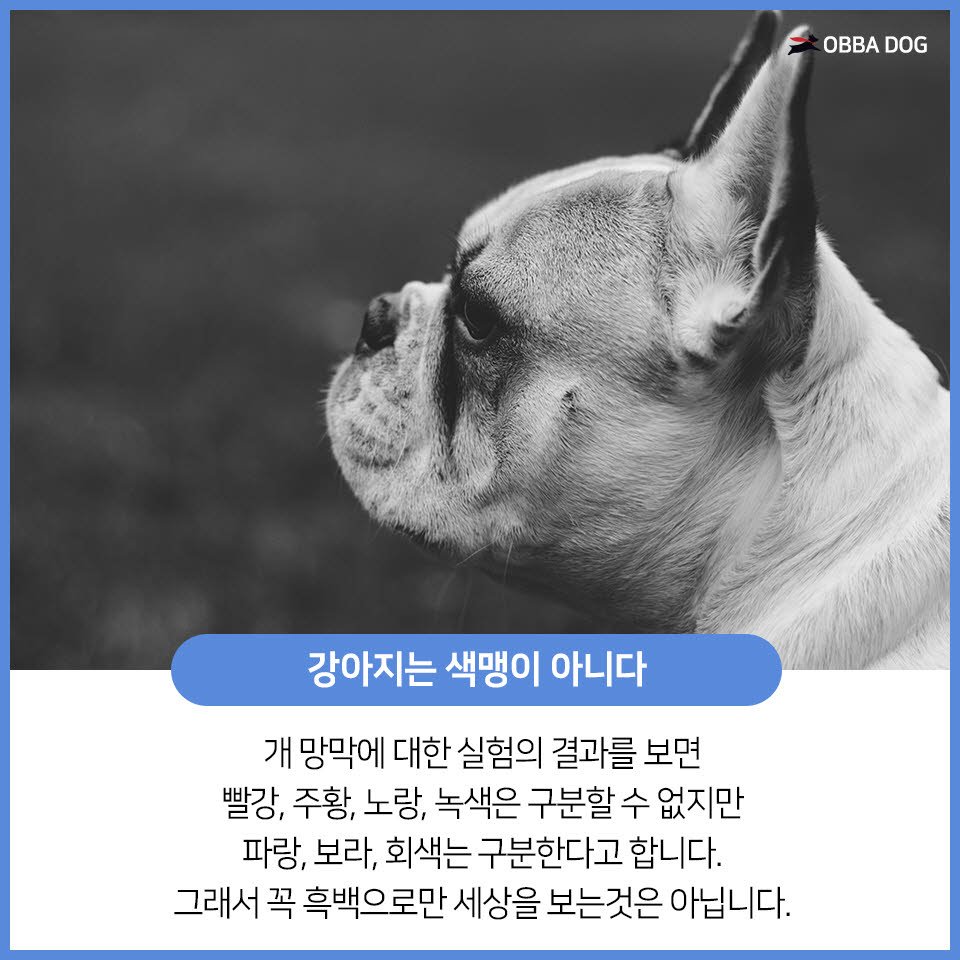 OBBA DOG
강아지는 색맹이 아니다
개 망막에 대한 실험의 결과를 보면
빨강, 주황, 노랑, 녹색은 구분할 수 없지만
파랑, 보라, 회색는 구분한다고 합니다.
그래서 꼭 흑백으로만 세상을 보는것은 아닙니다.